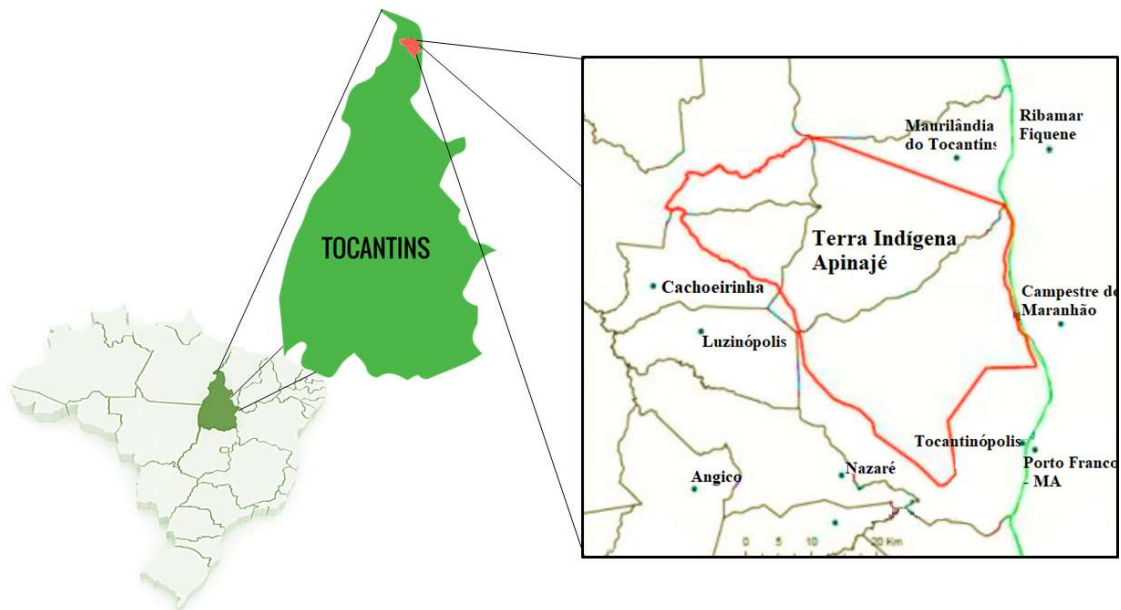 TOCANTINS
Ribamar
Fiquene
Maurilândia
do Tocantins
Terra Indígena
Apinajé
Cachoeirinha
Campestre do
Maranhão
Luzinópolis
Tocantinópolis
Porto Franco
- MA
Nazaré
Angico
0 5 10 20 Km